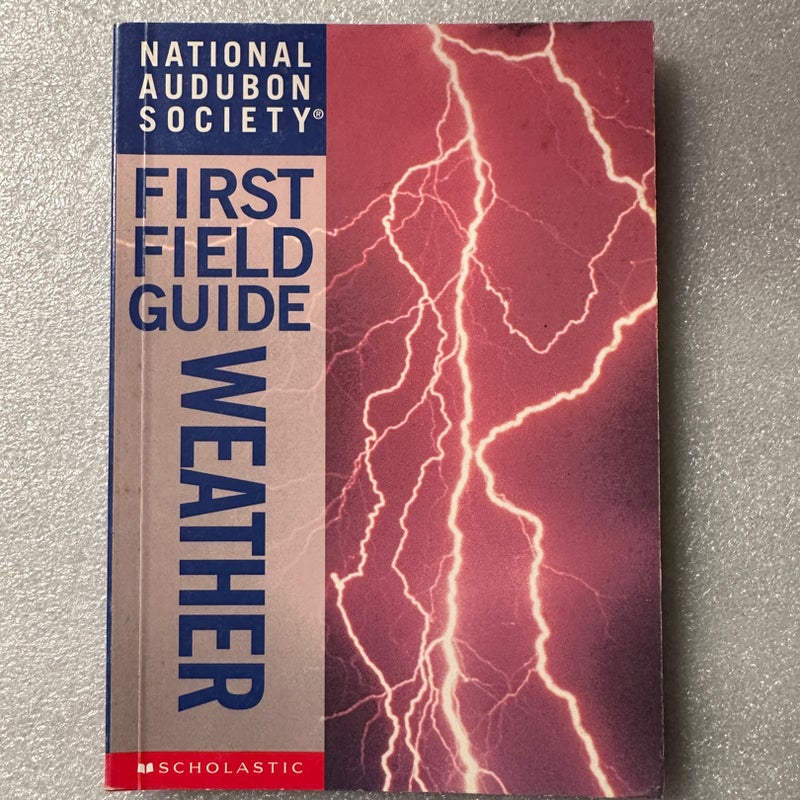 NATIONAL
AUDUBON
SOCIETY®
FIRST
FIELD
GUIDE
WEATHER
SCHOLASTIC